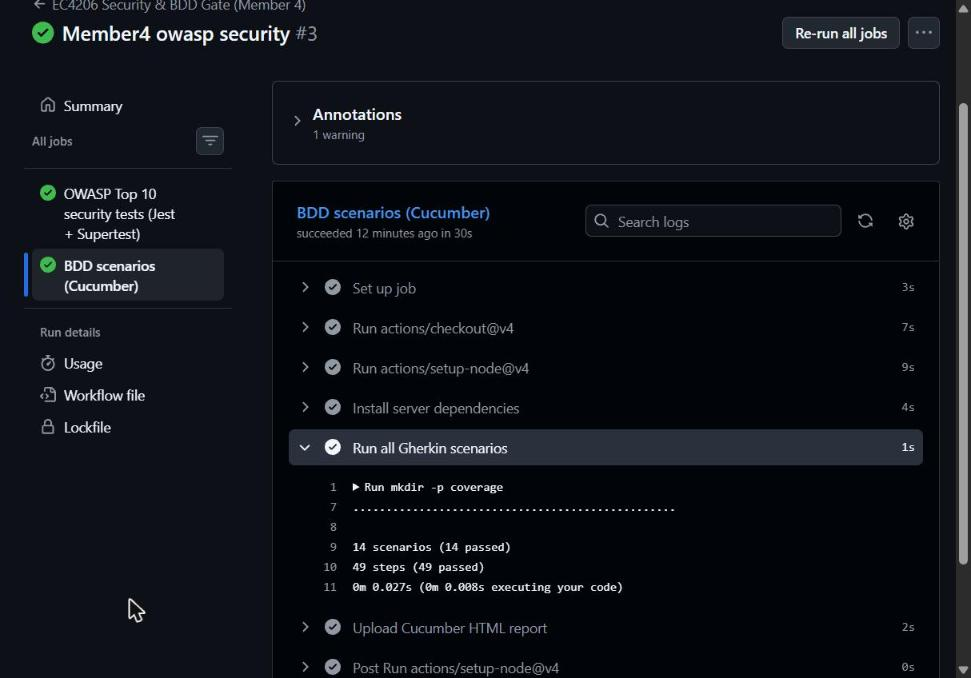 ← EC4206 Security & BDD Gate (Member 4)
Member4 owasp security #3
Re-run all jobs
...
Summary
All jobs
OWASP Top 10
security tests (Jest
+ Supertest)
BDD scenarios
(Cucumber)
Run details
Usage
Workflow file
Lockfile
Annotations
1 warning
BDD scenarios (Cucumber)
succeeded 12 minutes ago in 30s
Search logs
Set up job 3s
Run actions/checkout@v4 7s
Run actions/setup-node@v4 9s
Install server dependencies 4s
Run all Gherkin scenarios 1s
1 ▶ Run mkdir -p coverage
7 .................................................
8
9 14 scenarios (14 passed)
10 49 steps (49 passed)
11 0m 0.027s (0m 0.008s executing your code)
Upload Cucumber HTML report 2s
Post Run actions/setup-node@v4 0s